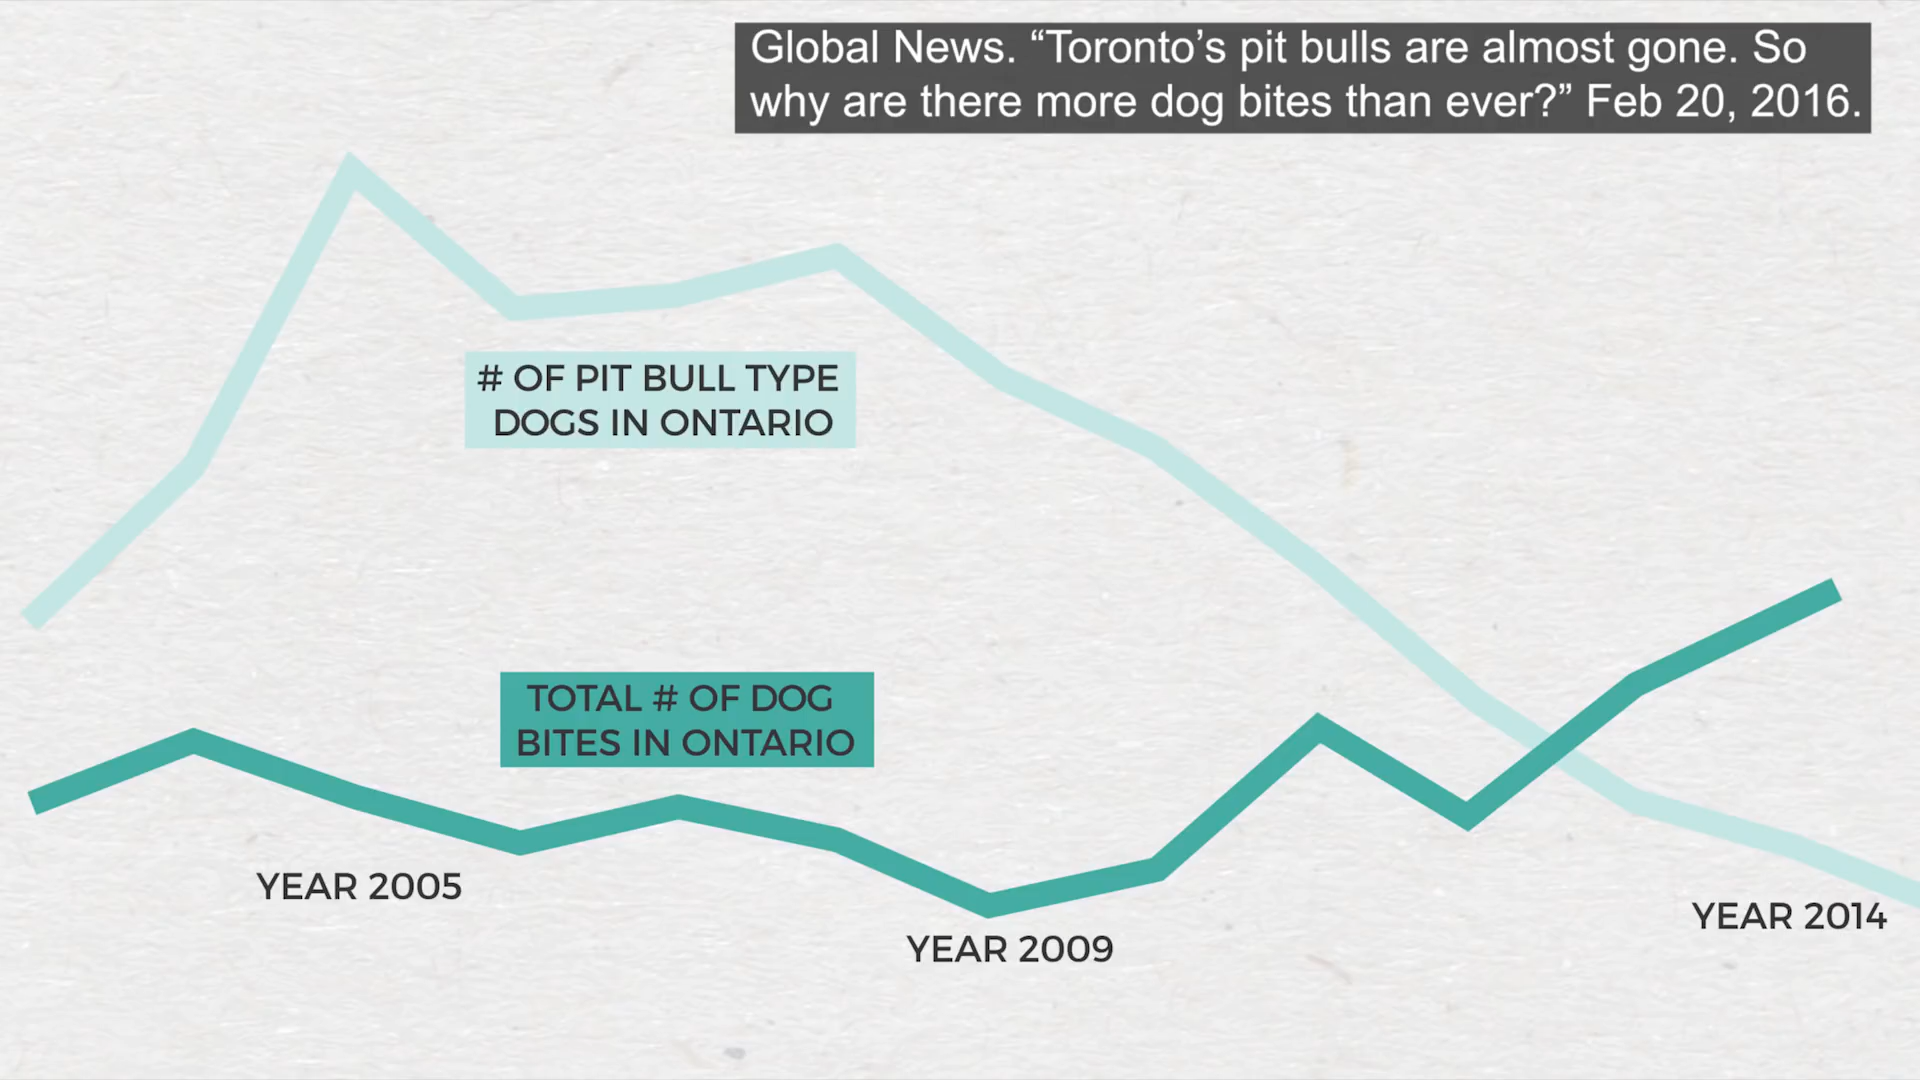 Global News. “Toronto’s pit bulls are almost gone. So
why are there more dog bites than ever?” Feb 20, 2016.
# OF PIT BULL TYPE
DOGS IN ONTARIO
TOTAL # OF DOG
BITES IN ONTARIO
YEAR 2005
YEAR 2009
YEAR 2014